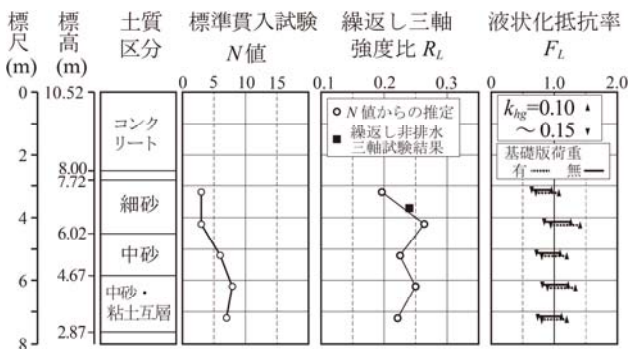 標尺(m)
標高(m)
土質区分
標準貫入試験
N値
繰返し三軸
強度比 R_L
液状化抵抗率
F_L
0 5 10 15
0.1 0.2 0.3
0 1.0 2.0
0
2
4
6
8
10.52
8.00
7.72
6.02
4.67
2.87
コンク
リート
細砂
中砂
中砂・
粘土互層
N値からの推定
繰返し非排水
三軸試験結果
k_hg=0.10
～0.15
基礎版荷重
有 無